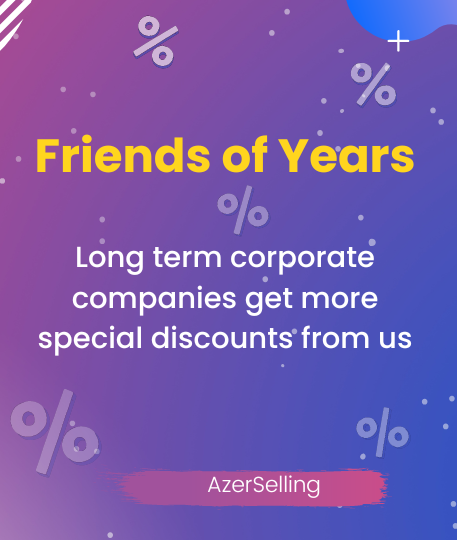 Friends of Years
Long term corporate
companies get more
special discounts from us
AzerSelling